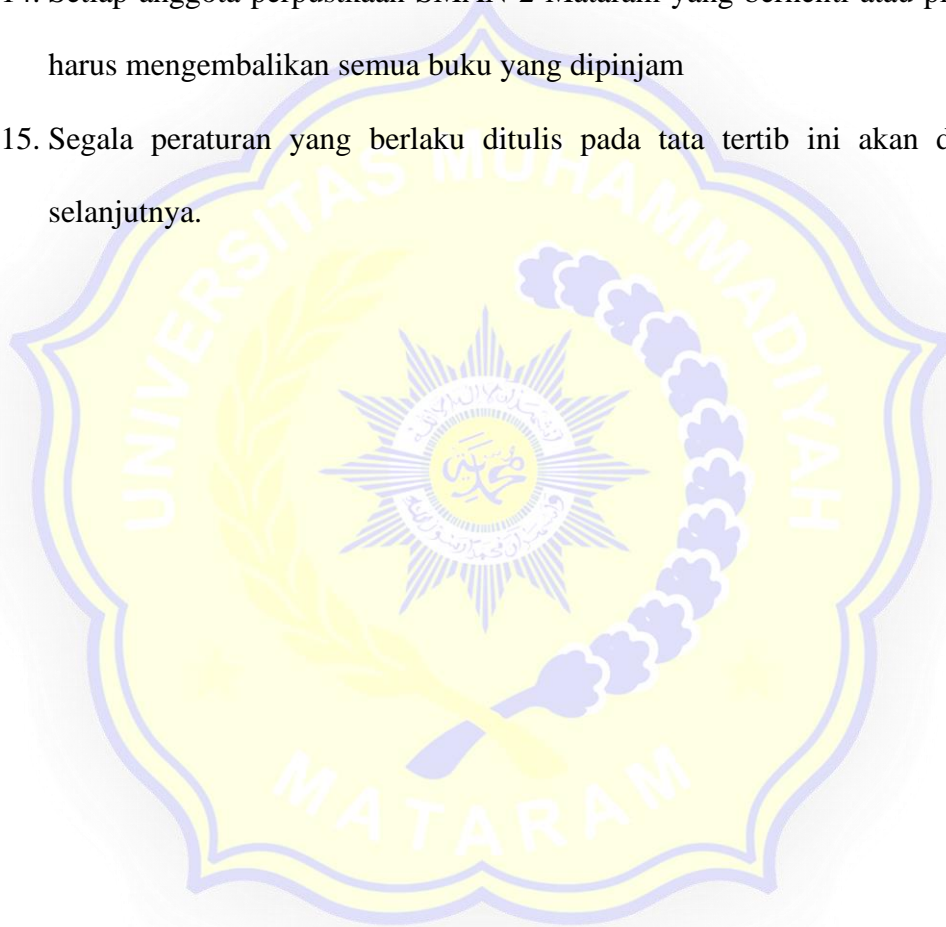 14. Setiap anggota perpustkaan SMAN 2 Mataram yang berhenti atau
harus mengembalikan semua buku yang dipinjam
15. Segala peraturan yang berlaku ditulis pada tata tertib ini akan d
selanjutnya.
UNIVERSITAS MUHAMMADIYAH
MATARAM